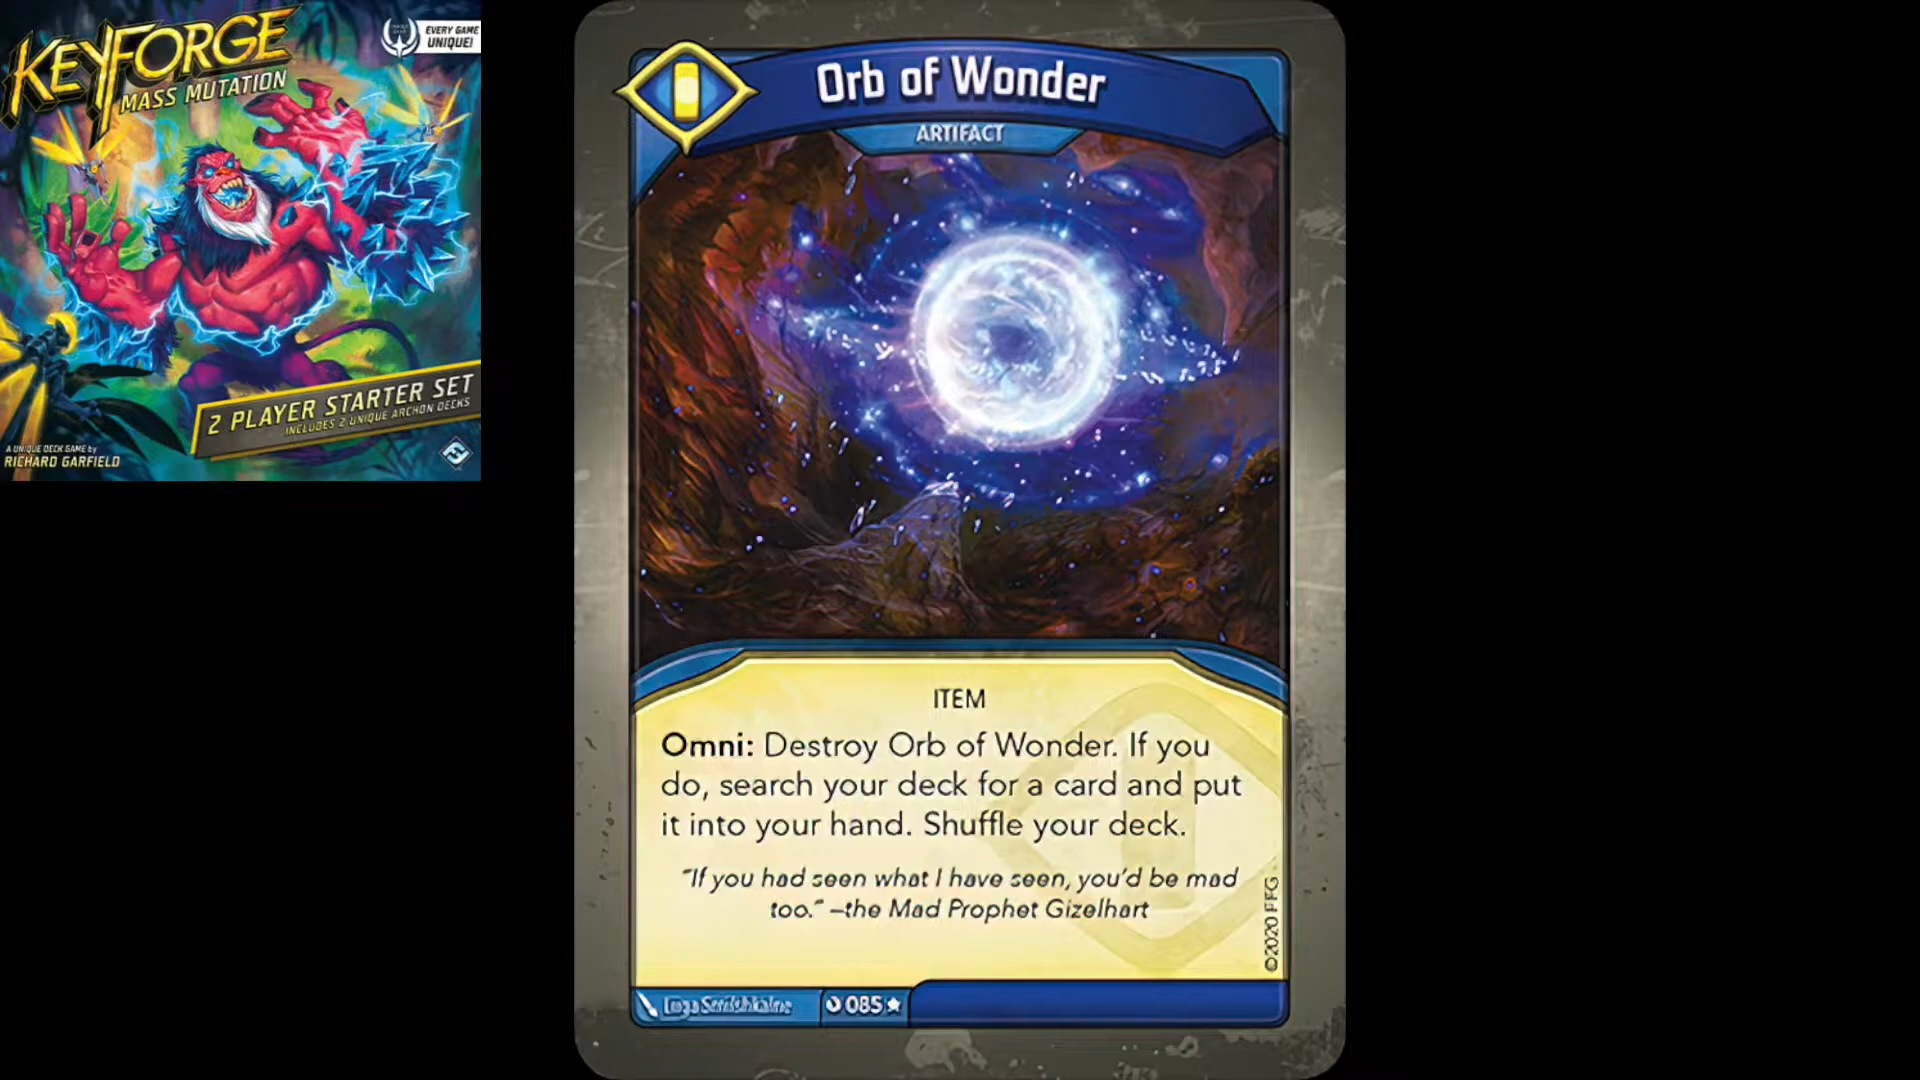 KEYFORGE
MASS MUTATION
EVERY GAME
UNIQUE!
2 PLAYER STARTER SET
INCLUDES 2 UNIQUE ARCHON DECKS
A UNIQUE DECK GAME by
RICHARD GARFIELD
Orb of Wonder
ARTIFACT
ITEM
Omni: Destroy Orb of Wonder. If you
do, search your deck for a card and put
it into your hand. Shuffle your deck.
"If you had seen what I have seen, you'd be mad
too." –the Mad Prophet Gizelhart
©2020 FFG
085